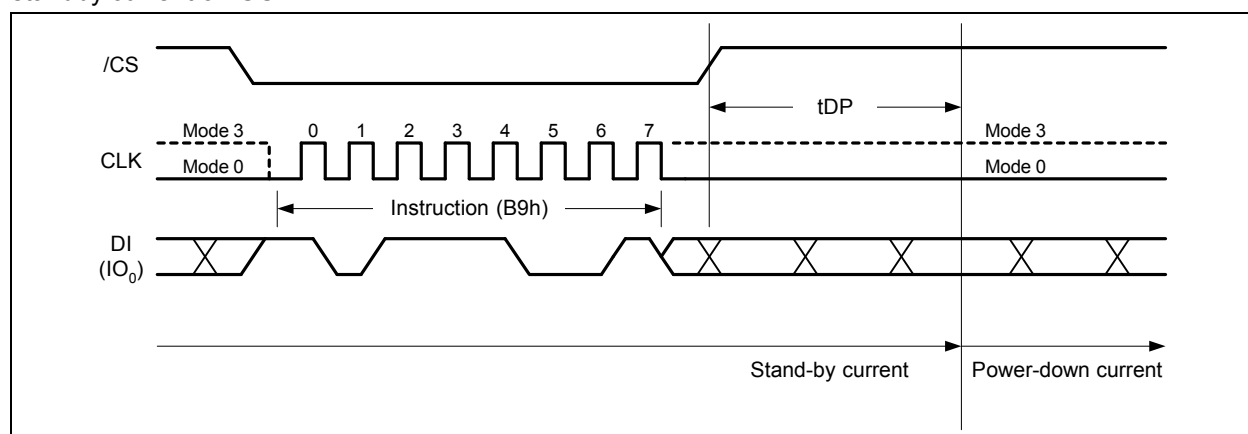 /CS
tDP
Mode 3 0 1 2 3 4 5 6 7 Mode 3
CLK
Mode 0 Mode 0
Instruction (B9h)
DI
(IO0)
Stand-by current Power-down current